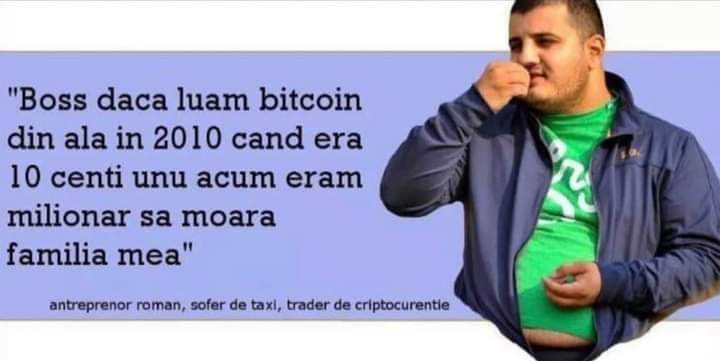 "Boss daca luam bitcoin
din ala in 2010 cand era
10 centi unu acum eram
milionar sa moara
familia mea"
antreprenor roman, sofer de taxi, trader de criptocurentie